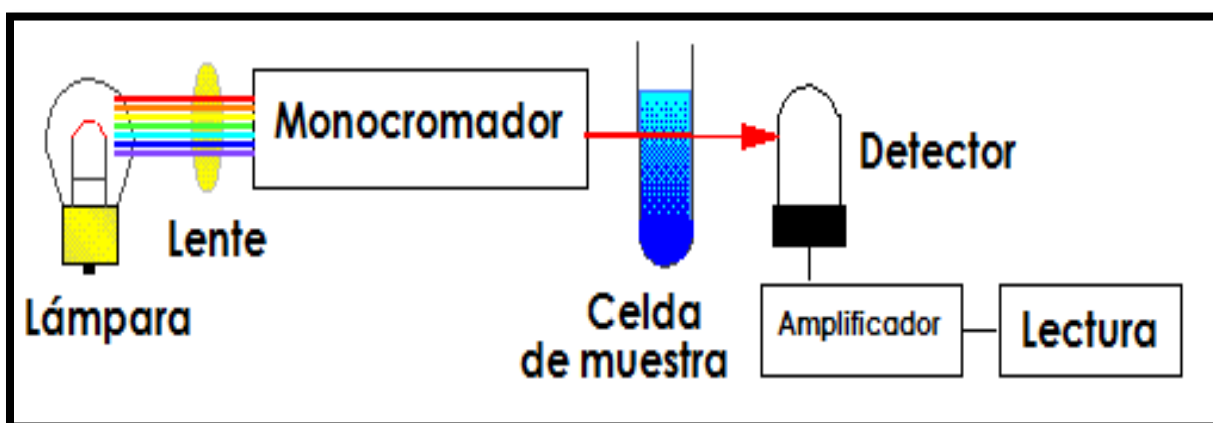 Monocromador
Detector
Lente
Lámpara
Celda
de muestra
Amplificador
Lectura